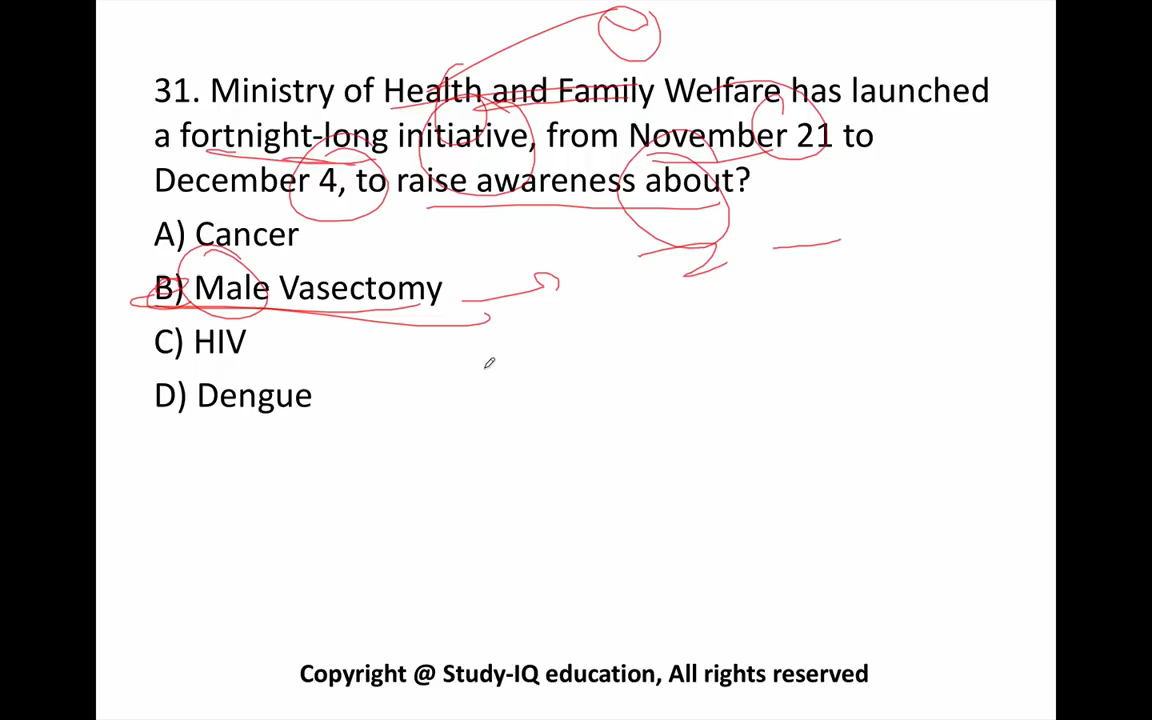 31. Ministry of Health and Family Welfare has launched
a fortnight-long initiative, from November 21 to
December 4, to raise awareness about?
A) Cancer
B) Male Vasectomy
C) HIV
D) Dengue
Copyright @ Study-IQ education, All rights reserved